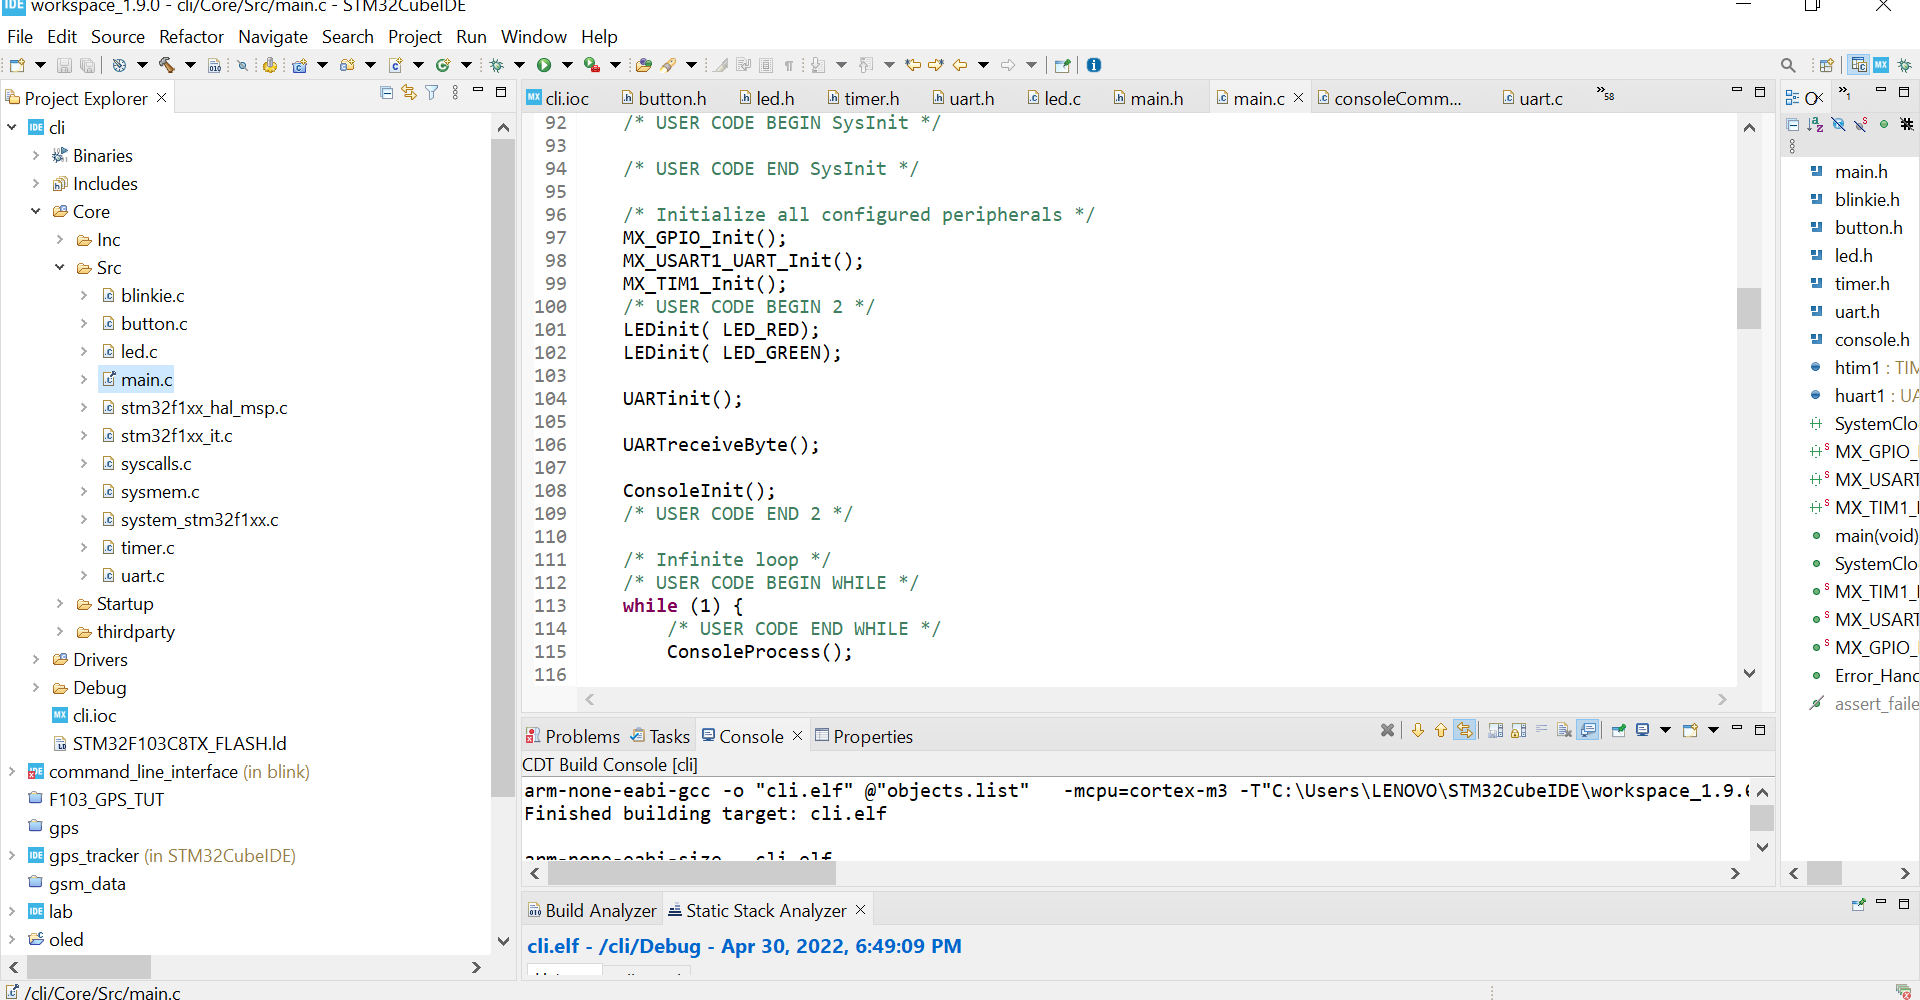 workspace_1.9.0 - cli/Core/Src/main.c - STM32CubeIDE
File Edit Source Refactor Navigate Search Project Run Window Help
Project Explorer
cli
Binaries
Includes
Core
Inc
Src
blinkie.c
button.c
led.c
main.c
stm32f1xx_hal_msp.c
stm32f1xx_it.c
syscalls.c
sysmem.c
system_stm32f1xx.c
timer.c
uart.c
Startup
thirdparty
Drivers
Debug
cli.ioc
STM32F103C8TX_FLASH.ld
command_line_interface (in blink)
F103_GPS_TUT
gps
gps_tracker (in STM32CubeIDE)
gsm_data
lab
oled
cli.ioc button.h led.h timer.h uart.h led.c main.h main.c consoleComm... uart.c 58
92 /* USER CODE BEGIN SysInit */
93
94 /* USER CODE END SysInit */
95
96 /* Initialize all configured peripherals */
97 MX_GPIO_Init();
98 MX_USART1_UART_Init();
99 MX_TIM1_Init();
100 /* USER CODE BEGIN 2 */
101 LEDinit( LED_RED);
102 LEDinit( LED_GREEN);
103
104 UARTinit();
105
106 UARTreceiveByte();
107
108 ConsoleInit();
109 /* USER CODE END 2 */
110
111 /* Infinite loop */
112 /* USER CODE BEGIN WHILE */
113 while (1) {
114 /* USER CODE END WHILE */
115 ConsoleProcess();
116
Problems Tasks Console Properties
CDT Build Console [cli]
arm-none-eabi-gcc -o "cli.elf" @"objects.list" -mcpu=cortex-m3 -T"C:\Users\LENOVO\STM32CubeIDE\workspace_1.9.0
Finished building target: cli.elf
arm-none-eabi-size cli.elf
Build Analyzer Static Stack Analyzer
cli.elf - /cli/Debug - Apr 30, 2022, 6:49:09 PM
main.h
blinkie.h
button.h
led.h
timer.h
uart.h
console.h
htim1 : TIM
huart1 : UA
SystemClo
MX_GPIO_
MX_USART
MX_TIM1_I
main(void)
SystemClo
MX_TIM1_I
MX_USART
MX_GPIO_
Error_Hand
assert_faile
/cli/Core/Src/main.c